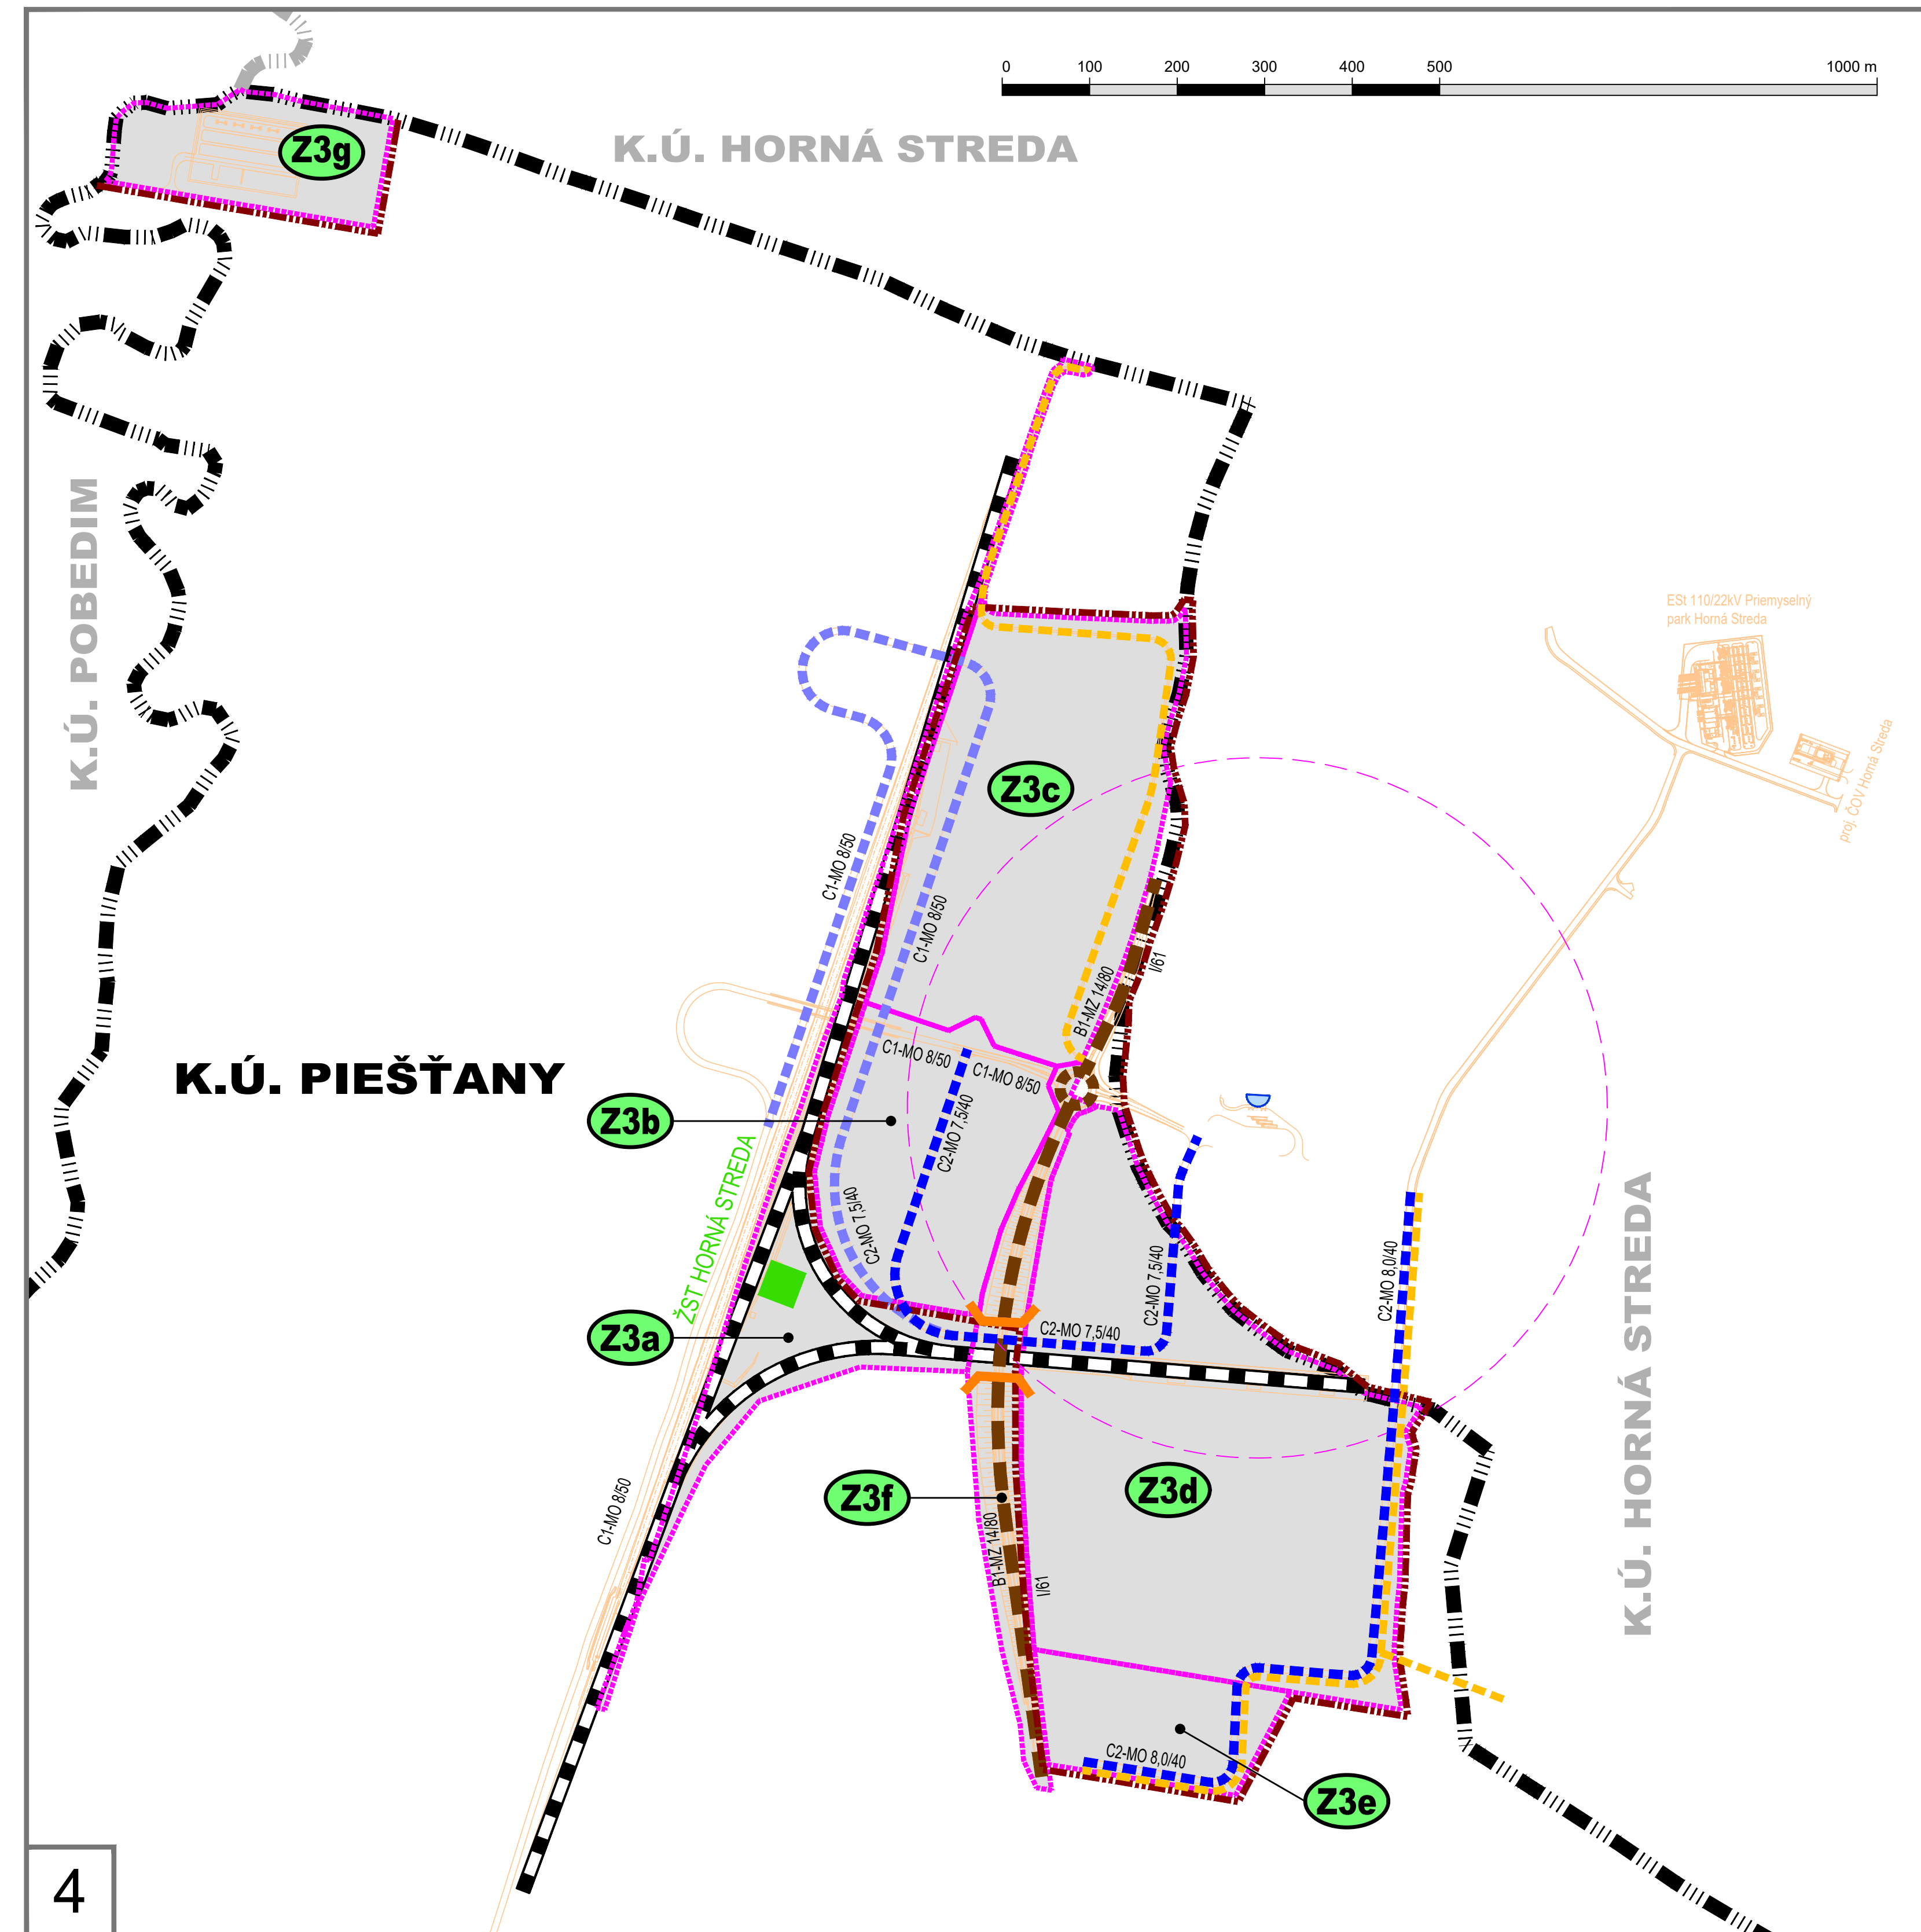 0 100 200 300 400 500 1000 m
K.Ú. HORNÁ STREDA
Z3g
K.Ú. POBEDIM
ESt 110/22kV Priemyselný
park Horná Streda
proj. ČOV Horná Streda
Z3c
C1-MO 8/50
C1-MO 8/50
I/61
B1-MZ 14/80
C1-MO 8/50
C1-MO 8/50
K.Ú. PIEŠŤANY
Z3b
C2-MO 7,5/40
ŽST HORNÁ STREDA
C2-MO 7,5/40
C2-MO 7,5/40
C2-MO 8,0/40
K.Ú. HORNÁ STREDA
Z3a
C2-MO 7,5/40
Z3f
Z3d
C1-MO 8/50
B1-MZ 14/80
I/61
C2-MO 8,0/40
Z3e
4